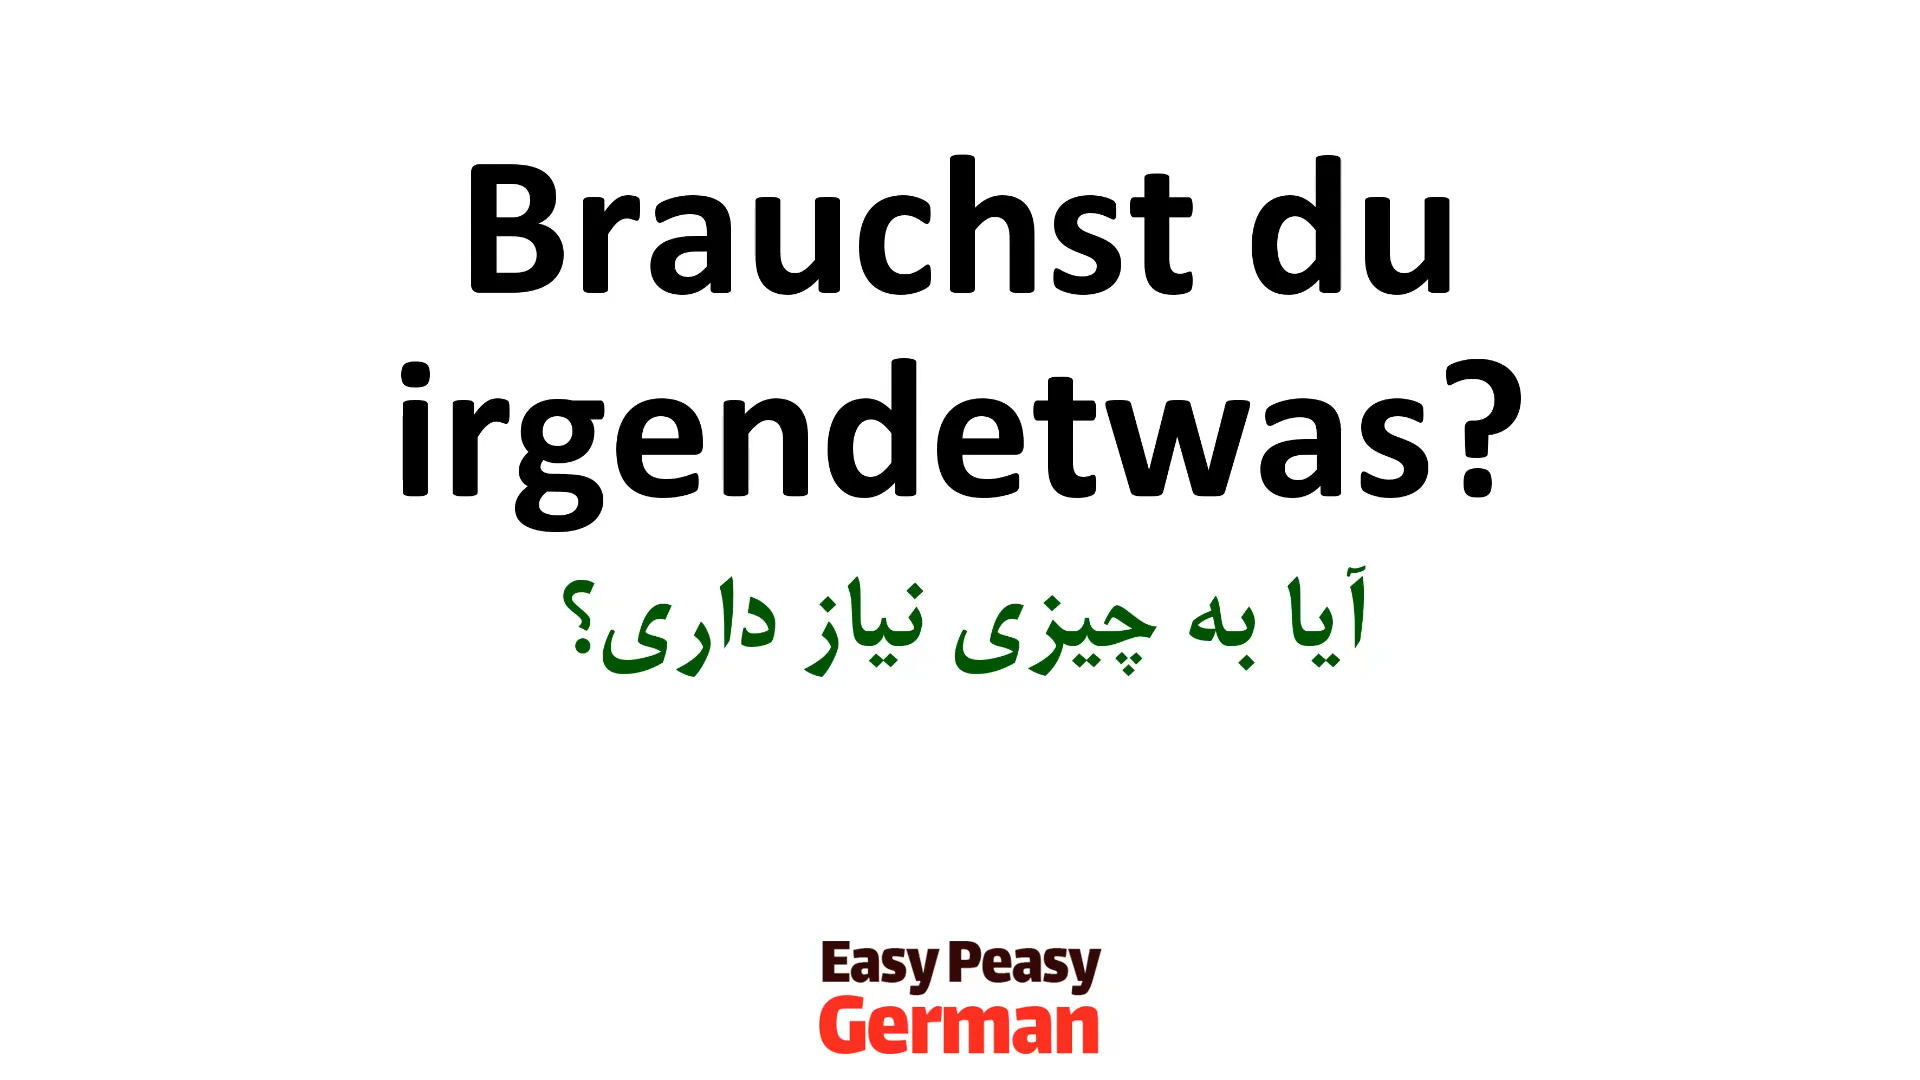 Brauchst du
irgendetwas?
آیا به چیزی نیاز داری؟
Easy Peasy
German